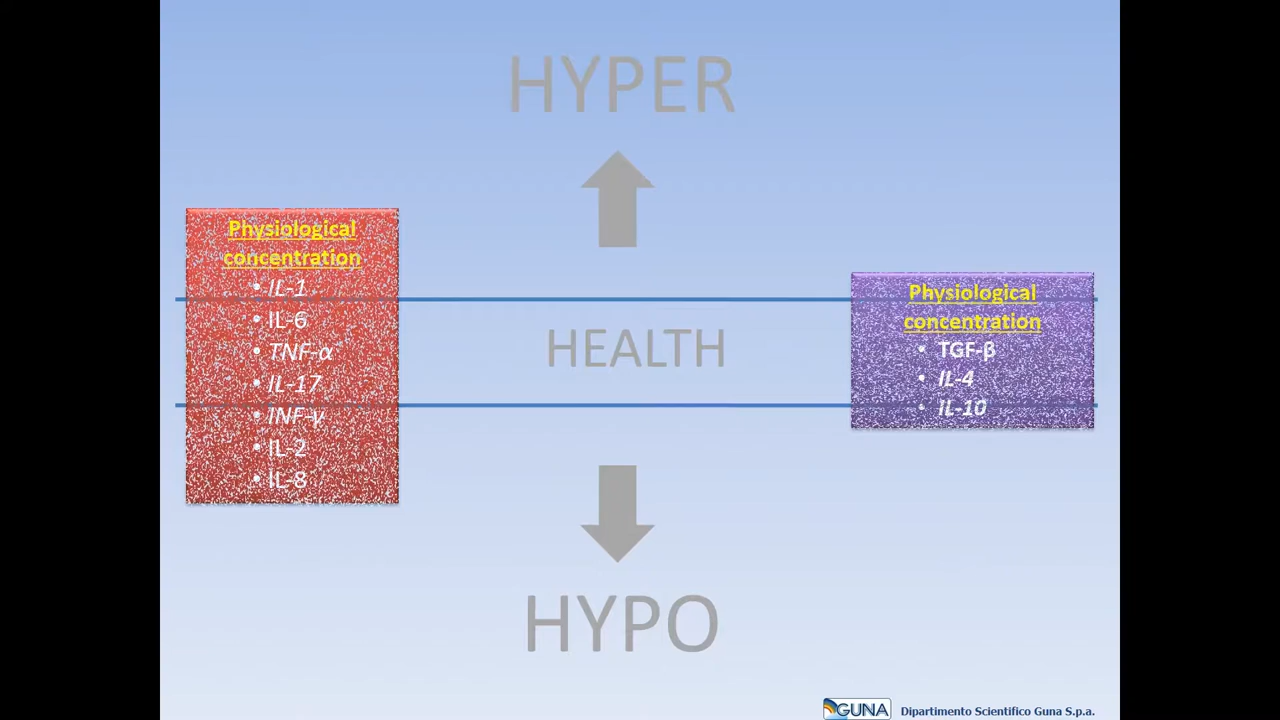 HYPER
Physiological
concentration
• IL-1
• IL-6
• TNF-α
• IL-17
• INF-γ
• IL-2
• IL-8
HEALTH
Physiological
concentration
• TGF-β
• IL-4
• IL-10
HYPO
GUNA Dipartimento Scientifico Guna S.p.a.